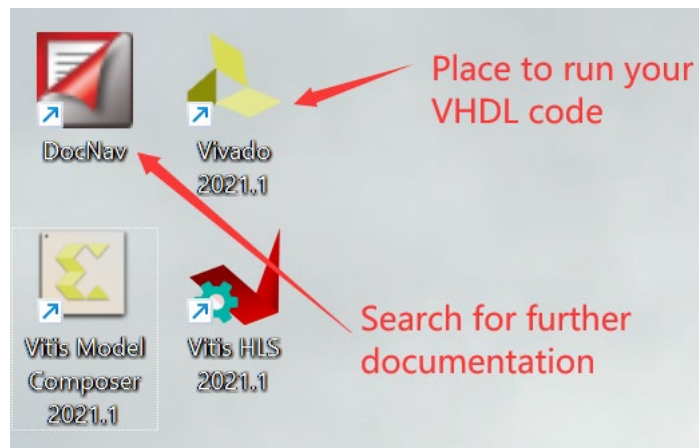 Place to run your
VHDL code
DocNav
Vivado
2021.1
Search for further
documentation
Vitis Model
Composer
2021.1
Vitis HLS
2021.1